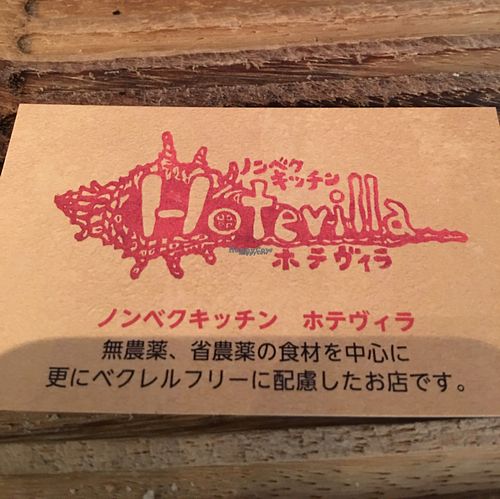 ノンベク
キッチン
Hotevilla
ホテヴィラ
ノンベクキッチン ホテヴィラ
無農薬、省農薬の食材を中心に
更にベクレルフリーに配慮したお店です。